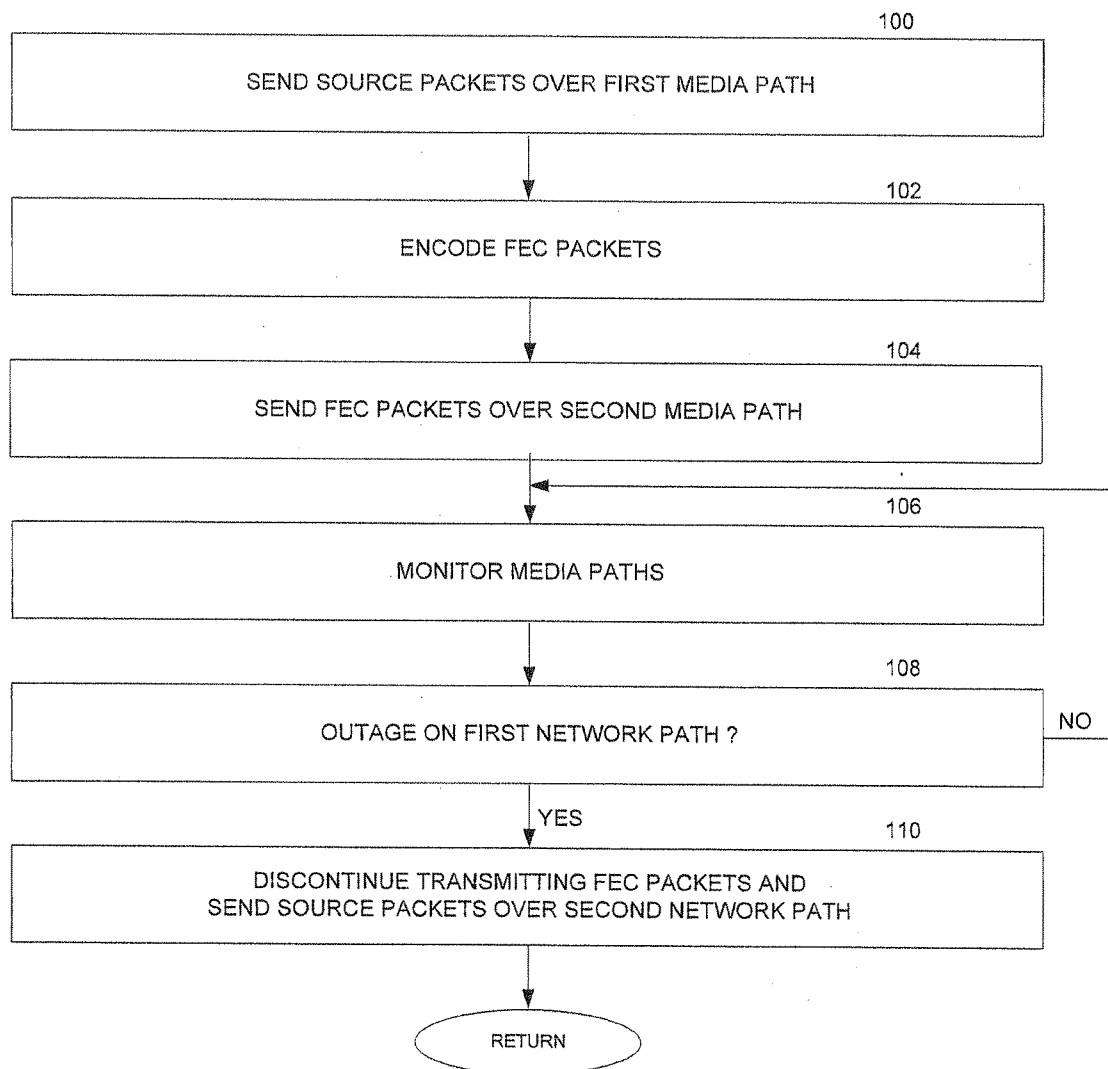 100
SEND SOURCE PACKETS OVER FIRST MEDIA PATH
102
ENCODE FEC PACKETS
104
SEND FEC PACKETS OVER SECOND MEDIA PATH
106
MONITOR MEDIA PATHS
108
OUTAGE ON FIRST NETWORK PATH ?
NO
YES
110
DISCONTINUE TRANSMITTING FEC PACKETS AND
SEND SOURCE PACKETS OVER SECOND NETWORK PATH
RETURN